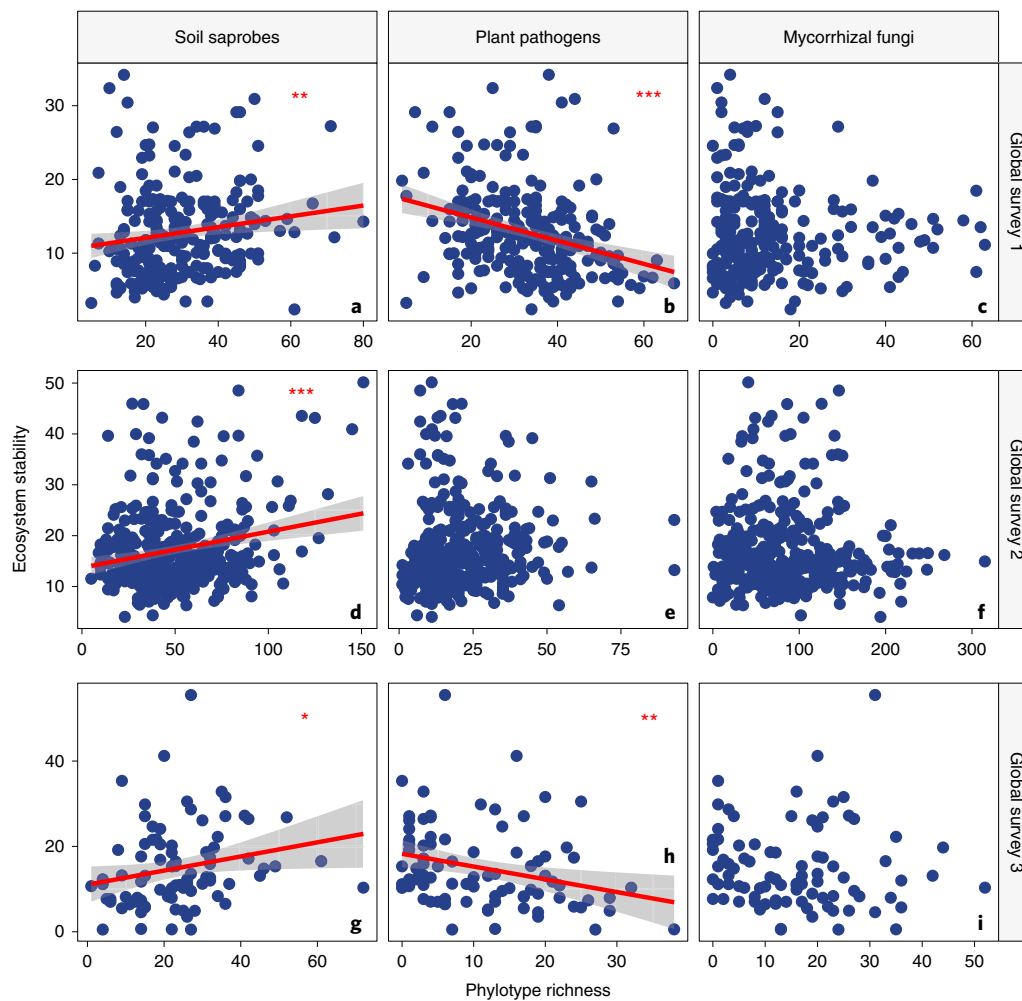 Soil saprobes
Plant pathogens
Mycorrhizal fungi
**
***
30
20
10
a
b
c
Global survey 1
20 40 60 80
20 40 60
0 20 40 60
***
50
40
30
20
10
d
e
f
Global survey 2
0 50 100 150
0 25 50 75
0 100 200 300
Ecosystem stability
*
**
40
20
0
g
h
i
Global survey 3
0 20 40 60
0 10 20 30
0 10 20 30 40 50
Phylotype richness